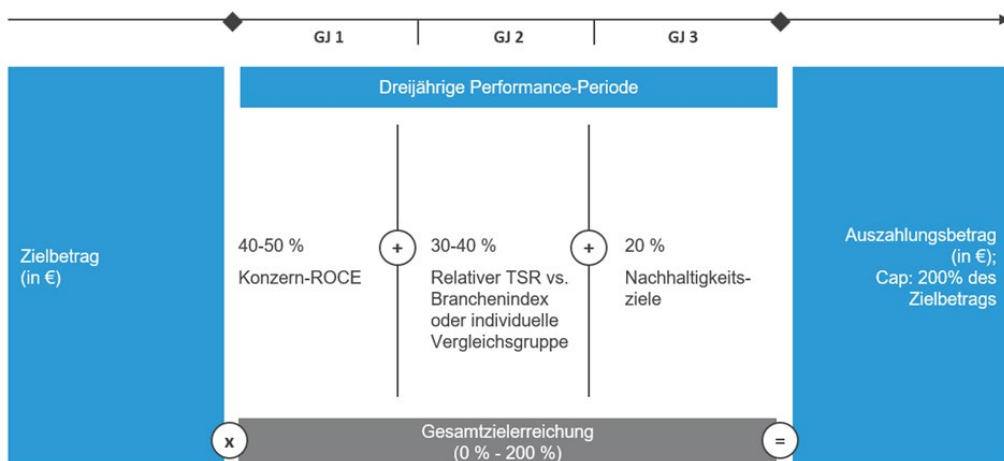 GJ 1
GJ 2
GJ 3
Dreijährige Performance-Periode
Zielbetrag
(in €)
40-50 %
Konzern-ROCE
+
30-40 %
Relativer TSR vs.
Branchenindex
oder individuelle
Vergleichsgruppe
+
20 %
Nachhaltigkeits-
ziele
Auszahlungsbetrag
(in €);
Cap: 200% des
Zielbetrags
x
Gesamtzielerreichung
(0 % - 200 %)
=